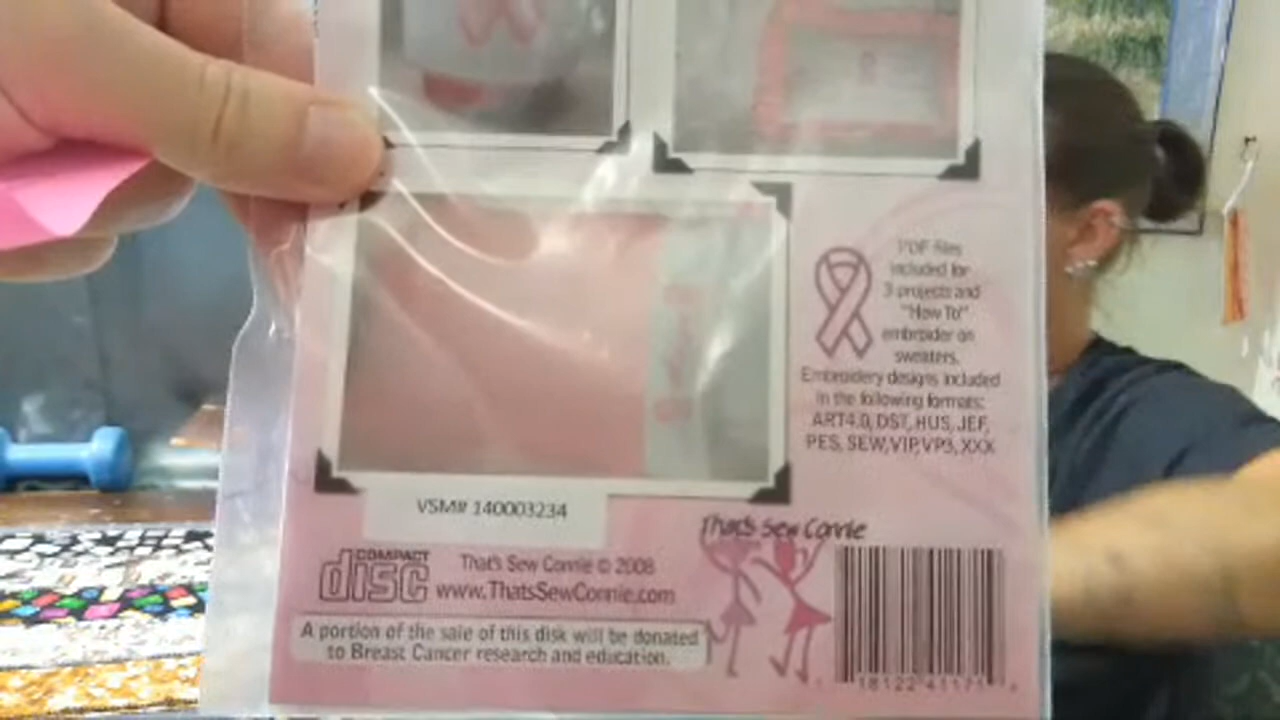 PDF files
included for
3 projects and
"How To"
embroider on
sweaters.
Embroidery designs included
in the following formats:
ART4.0, DST, HUS, JEF,
PES, SEW, VIP, VP3, XXX
VSM# 140003234
That's Sew Connie
COMPACT
disc
That's Sew Connie © 2008
www.ThatsSewConnie.com
A portion of the sale of this disk will be donated
to Breast Cancer research and education.